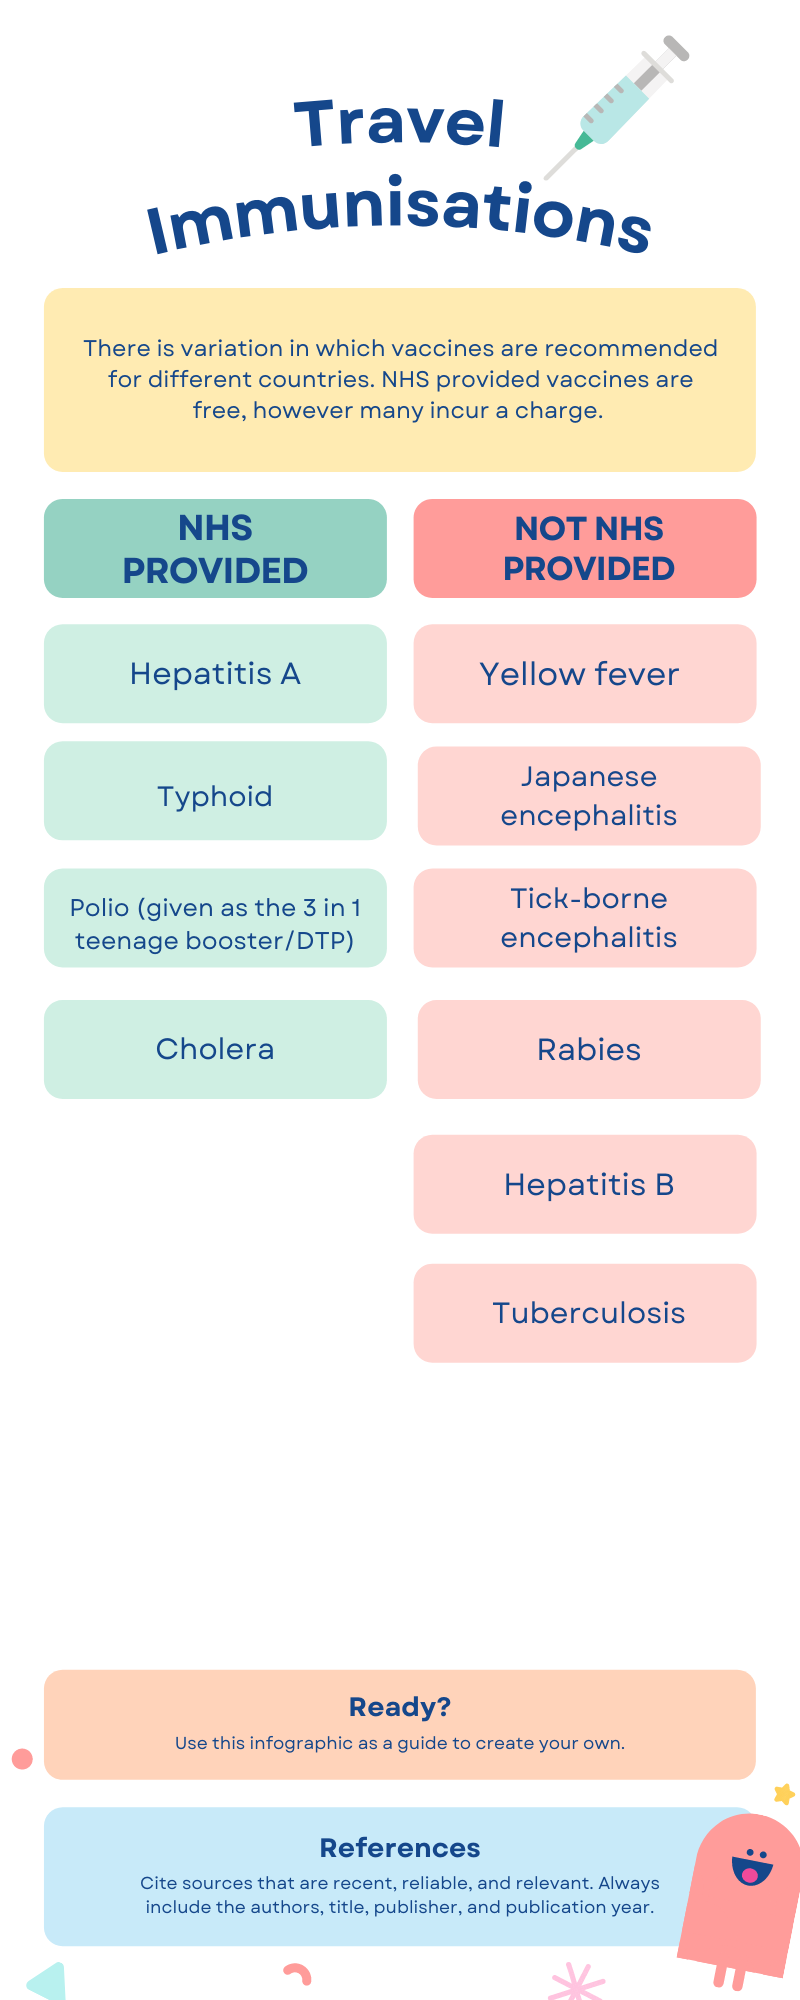 Travel
Immunisations
There is variation in which vaccines are recommended
for different countries. NHS provided vaccines are
free, however many incur a charge.
NHS
PROVIDED
NOT NHS
PROVIDED
Hepatitis A
Yellow fever
Typhoid
Japanese
encephalitis
Polio (given as the 3 in 1
teenage booster/DTP)
Tick-borne
encephalitis
Cholera
Rabies
Hepatitis B
Tuberculosis
Ready?
Use this infographic as a guide to create your own.
References
Cite sources that are recent, reliable, and relevant. Always
include the authors, title, publisher, and publication year.